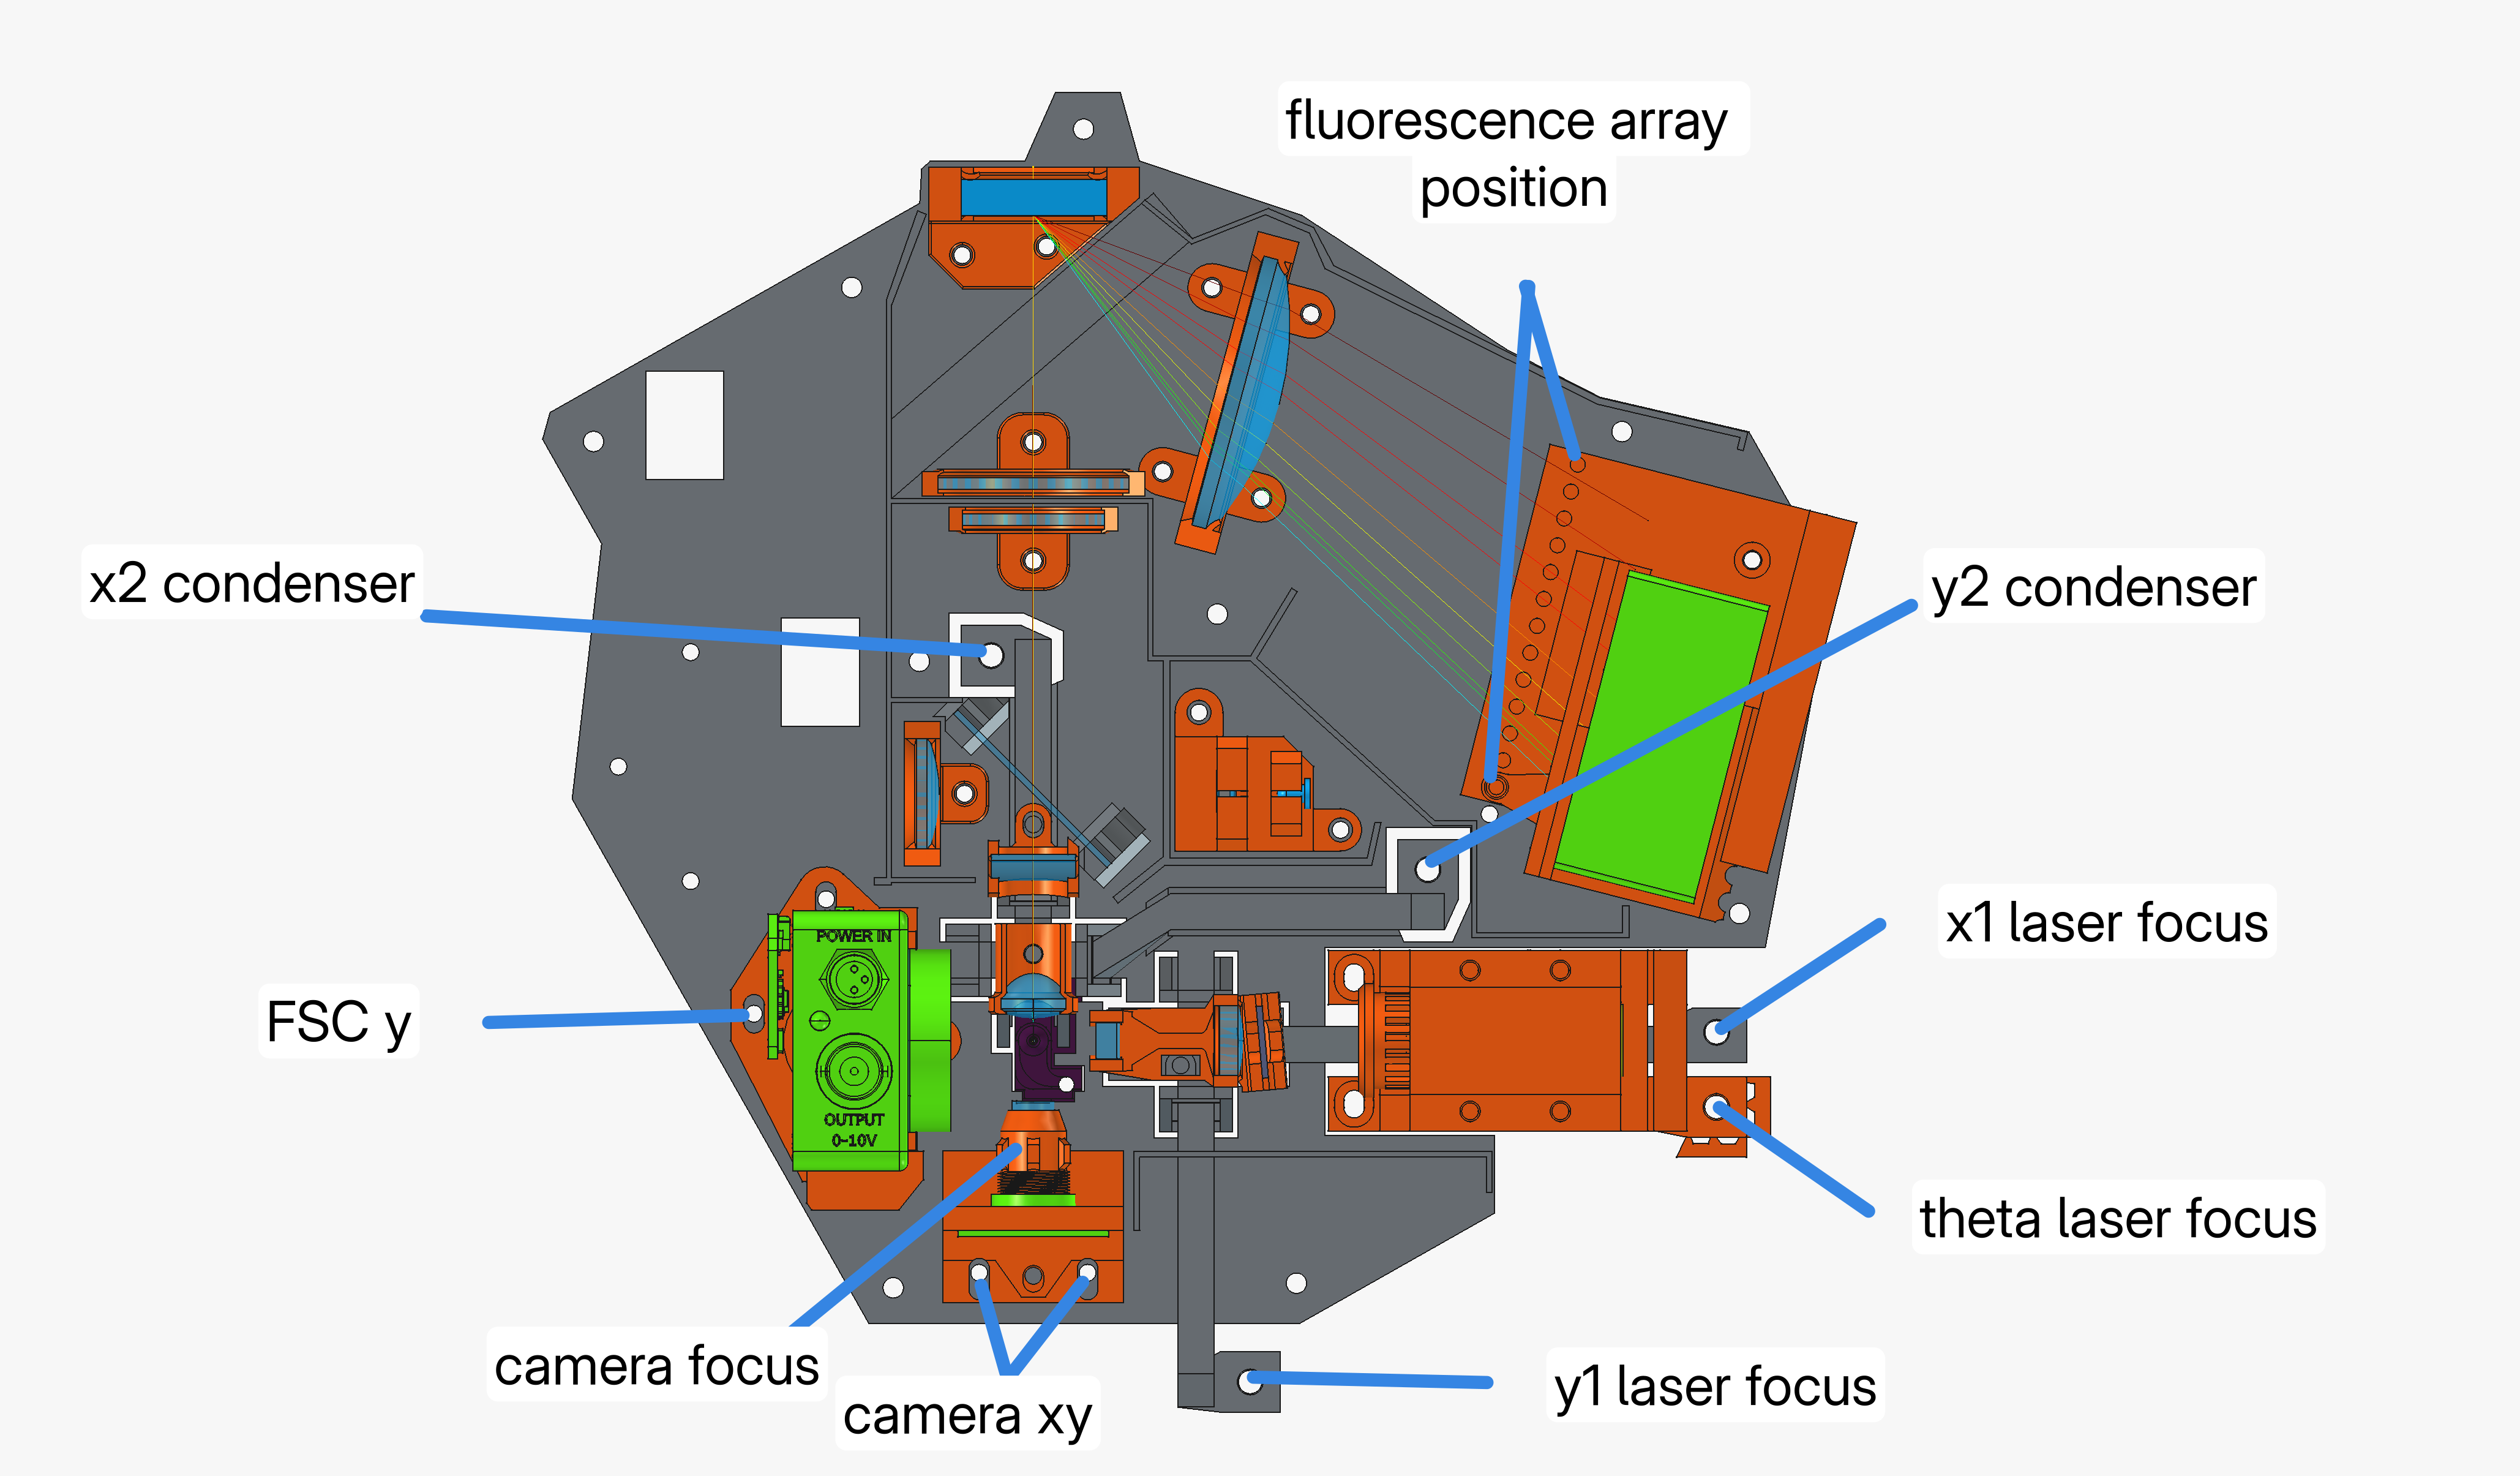 fluorescence array
position
x2 condenser
y2 condenser
x1 laser focus
POWER IN
FSC y
OUTPUT
0-10V
theta laser focus
camera focus
y1 laser focus
camera xy